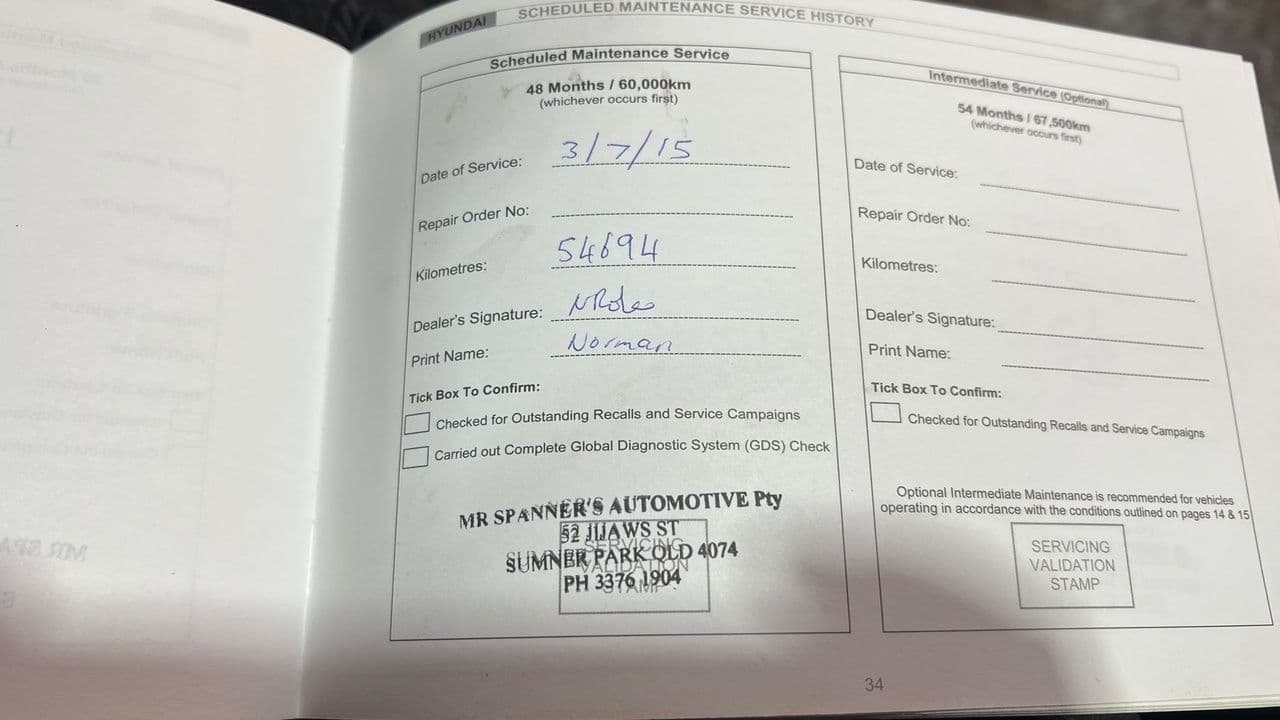 HYUNDAI
SCHEDULED MAINTENANCE SERVICE HISTORY
Scheduled Maintenance Service
48 Months / 60,000km
(whichever occurs first)
Date of Service: 3/7/15
Repair Order No:
Kilometres: 54694
Dealer's Signature:
Print Name: Norman
Tick Box To Confirm:
Checked for Outstanding Recalls and Service Campaigns
Carried out Complete Global Diagnostic System (GDS) Check
MR SPANNER'S AUTOMOTIVE Pty
52 ST
SUMNER PARK QLD 4074
PH 3376 1904
SERVICING
VALIDATION
STAMP
Intermediate Service (Optional)
54 Months / 67,500km
(whichever occurs first)
Date of Service:
Repair Order No:
Kilometres:
Dealer's Signature:
Print Name:
Tick Box To Confirm:
Checked for Outstanding Recalls and Service Campaigns
Optional Intermediate Maintenance is recommended for vehicles
operating in accordance with the conditions outlined on pages 14 & 15
SERVICING
VALIDATION
STAMP
34